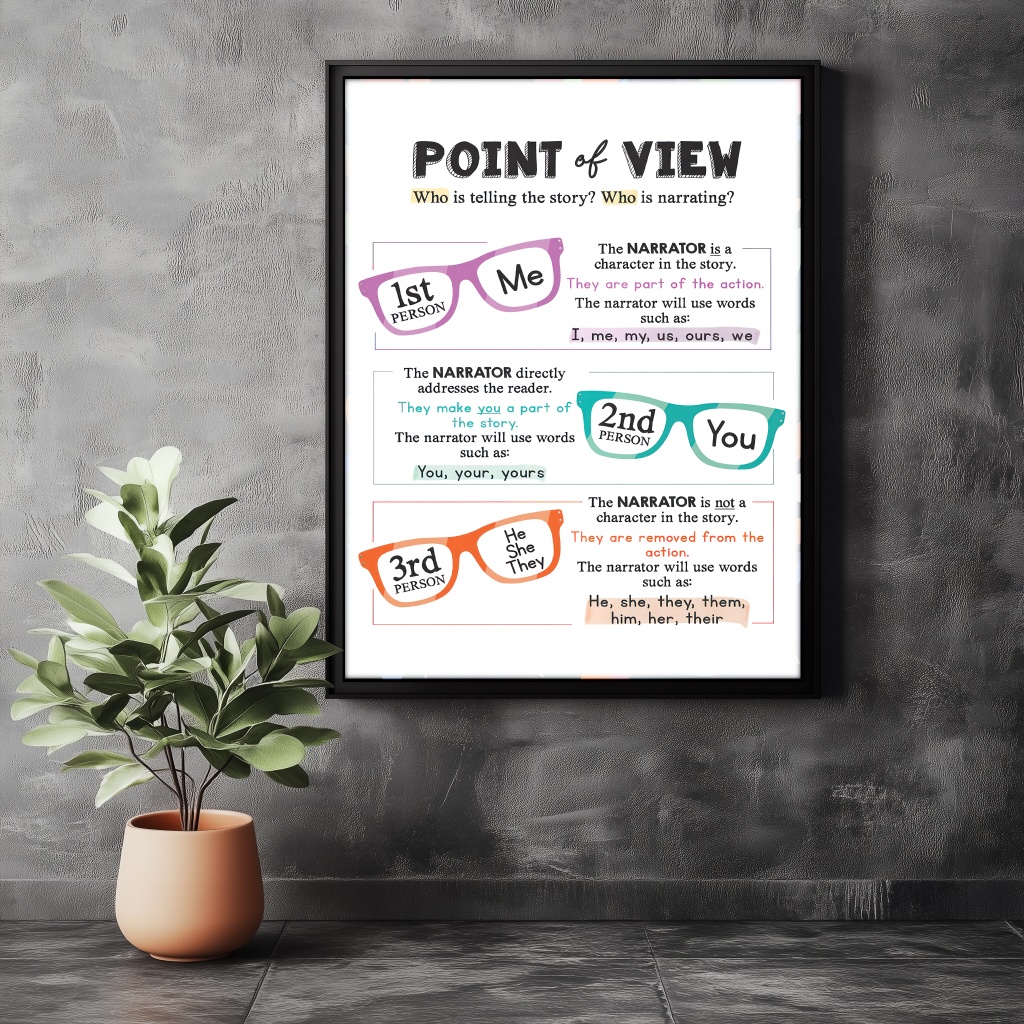 POINT of VIEW
Who is telling the story? Who is narrating?
1st
PERSON
Me
The NARRATOR is a
character in the story.
They are part of the action.
The narrator will use words
such as:
I, me, my, us, ours, we
The NARRATOR directly
addresses the reader.
They make you a part of
the story.
The narrator will use words
such as:
You, your, yours
2nd
PERSON
You
3rd
PERSON
He
She
They
The NARRATOR is not a
character in the story.
They are removed from the
action.
The narrator will use words
such as:
He, she, they, them,
him, her, their